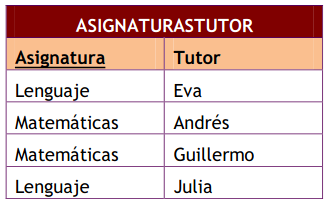 ASIGNATURASTUTOR
Asignatura Tutor
Lenguaje Eva
Matemáticas Andrés
Matemáticas Guillermo
Lenguaje Julia